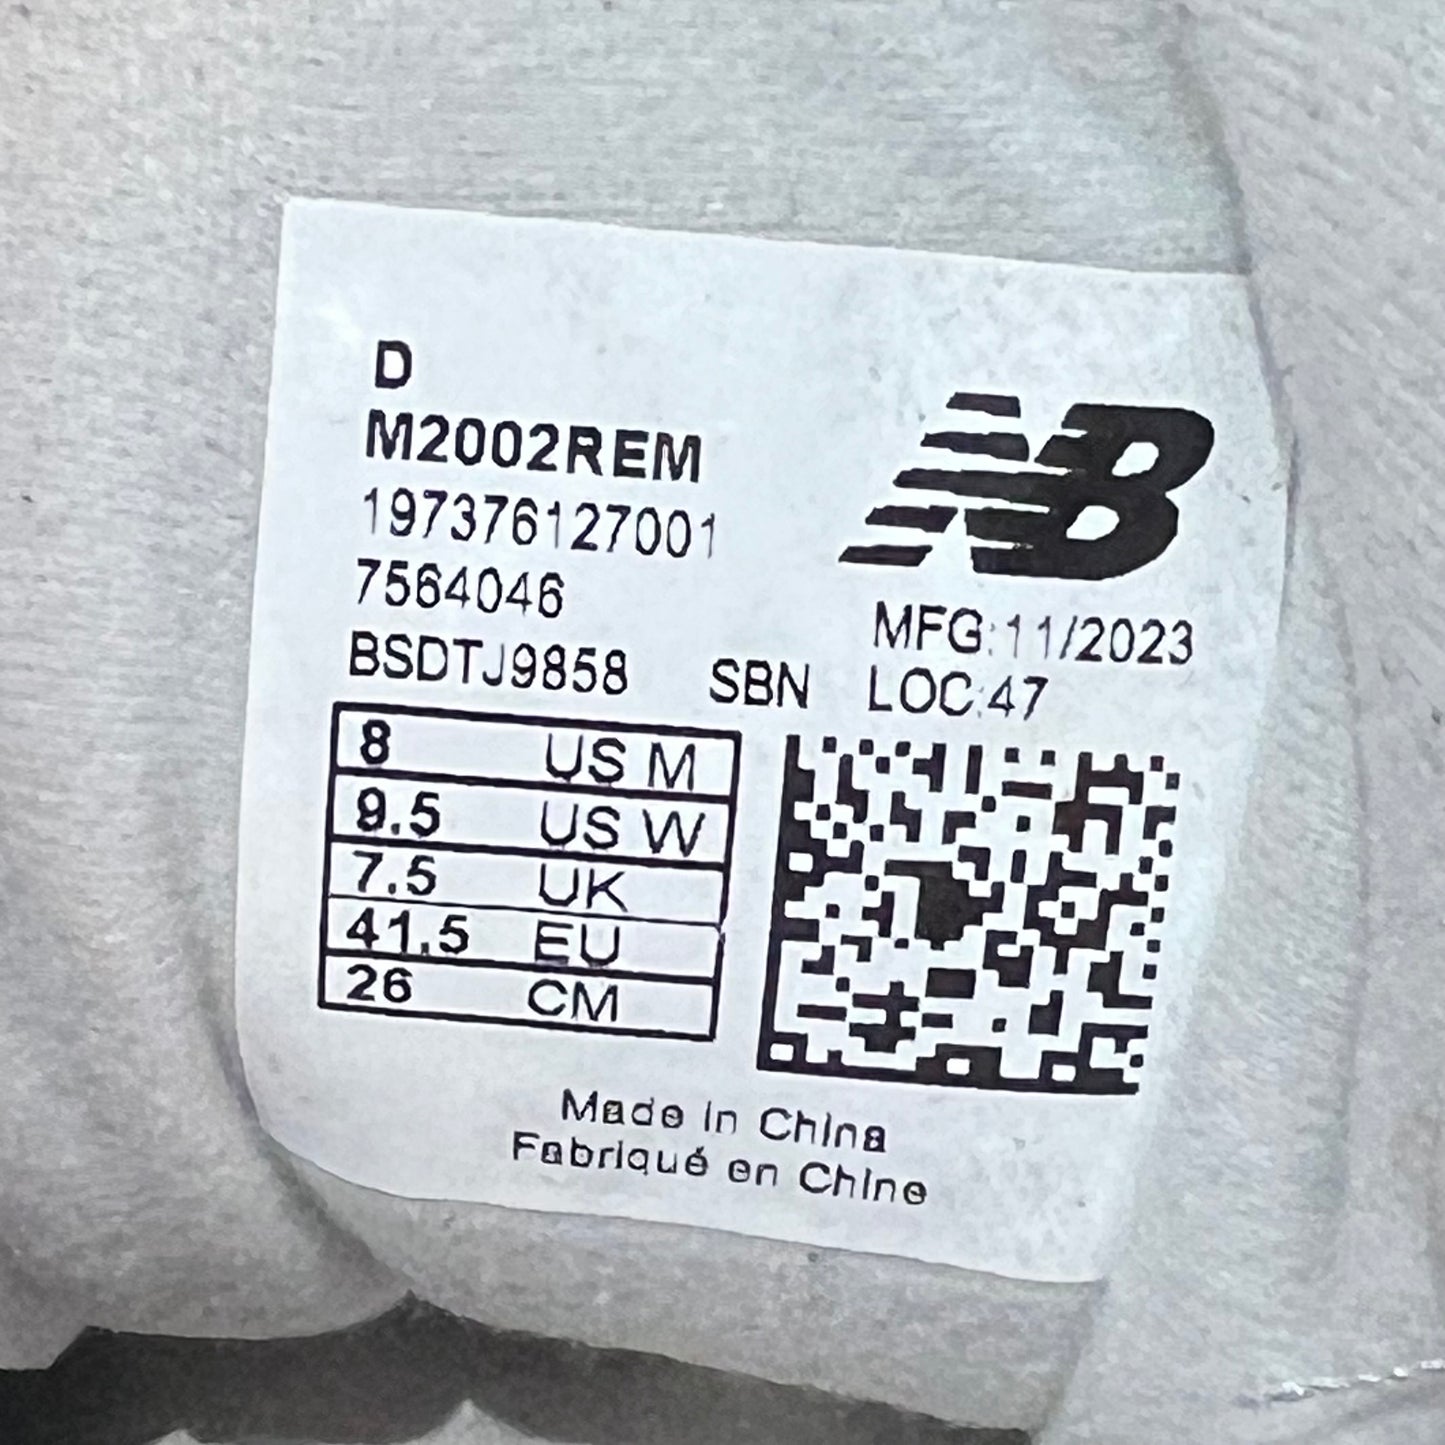 D
M2002REM
197376127001
7564046
BSDTJ9858
NB
MFG:11/2023
SBN LOC:47
8 US M
9.5 US W
7.5 UK
41.5 EU
26 CM
Made in China
Fabriqué en Chine